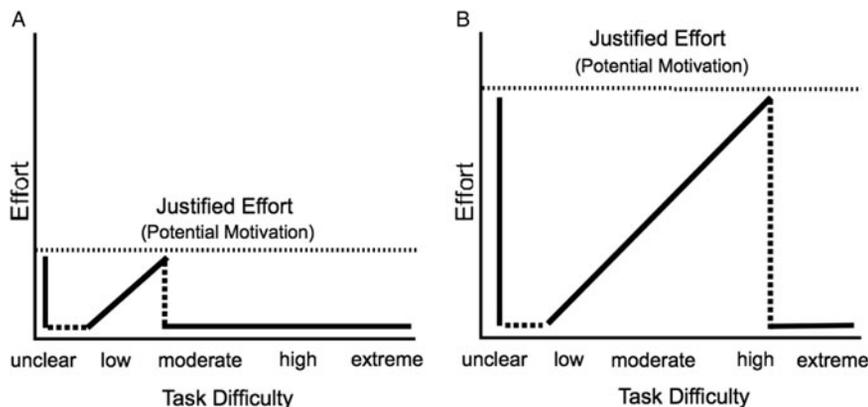 A
Effort
Justified Effort
(Potential Motivation)
unclear low moderate high extreme
Task Difficulty
B
Justified Effort
(Potential Motivation)
Effort
unclear low moderate high extreme
Task Difficulty